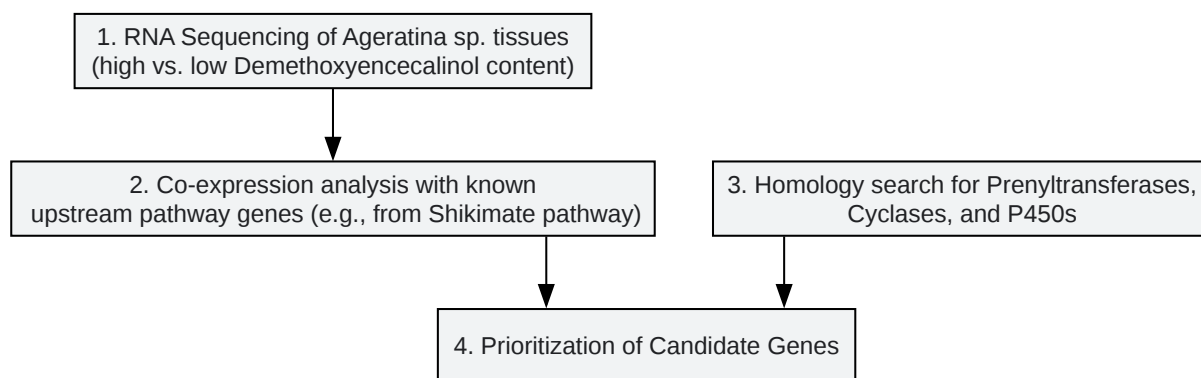 1. RNA Sequencing of Ageratina sp. tissues
(high vs. low Demethoxyencecalinol content)
2. Co-expression analysis with known
upstream pathway genes (e.g., from Shikimate pathway)
3. Homology search for Prenyltransferases,
Cyclases, and P450s
4. Prioritization of Candidate Genes